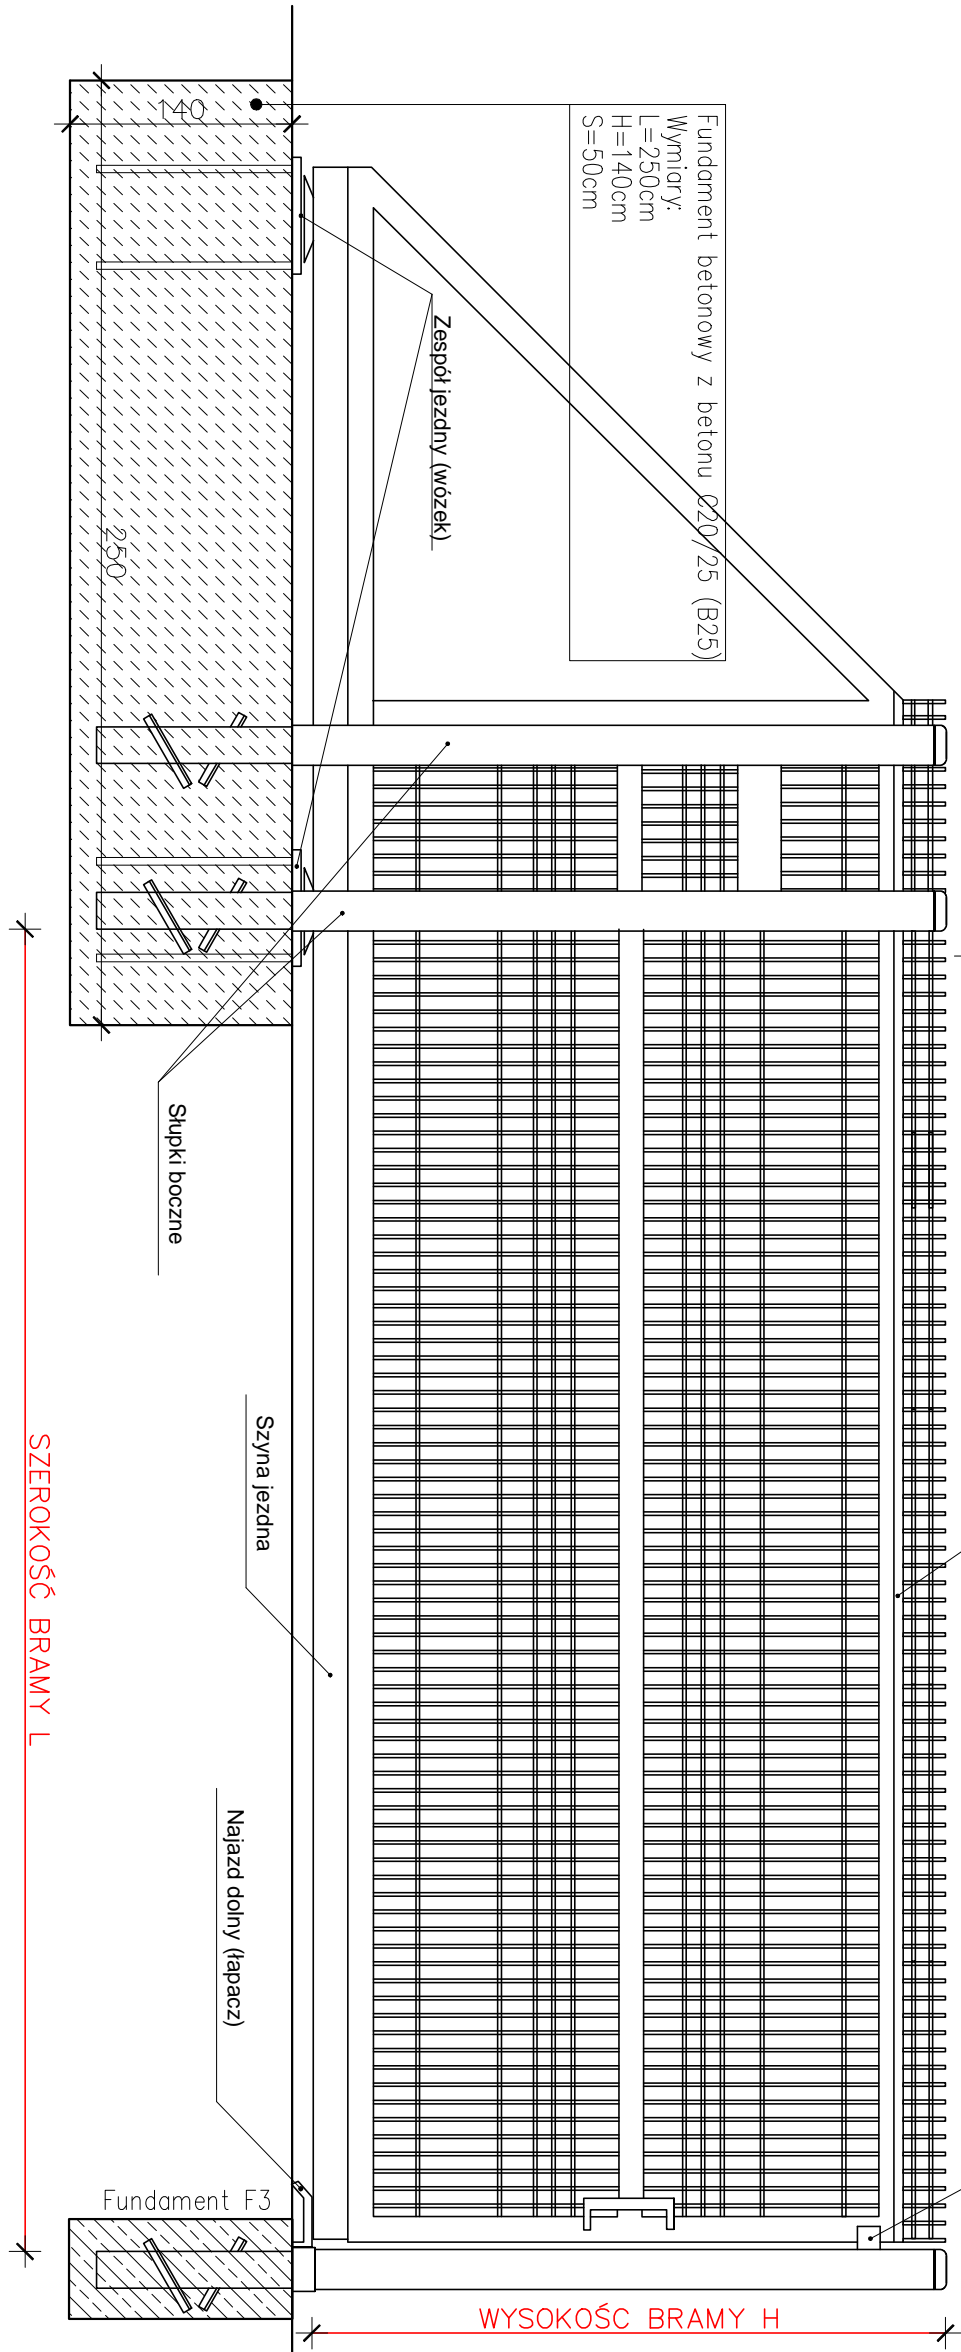 Fundament betonowy z betonu C20/25 (B25)
Wymiary:
L=250cm
H=140cm
S=50cm
140
250
Zespół jezdny (wózek)
Słupki boczne
Szyna jezdna
Najazd dolny (łapacz)
SZEROKOŚĆ BRAMY L
Fundament F3
WYSOKOŚC BRAMY H